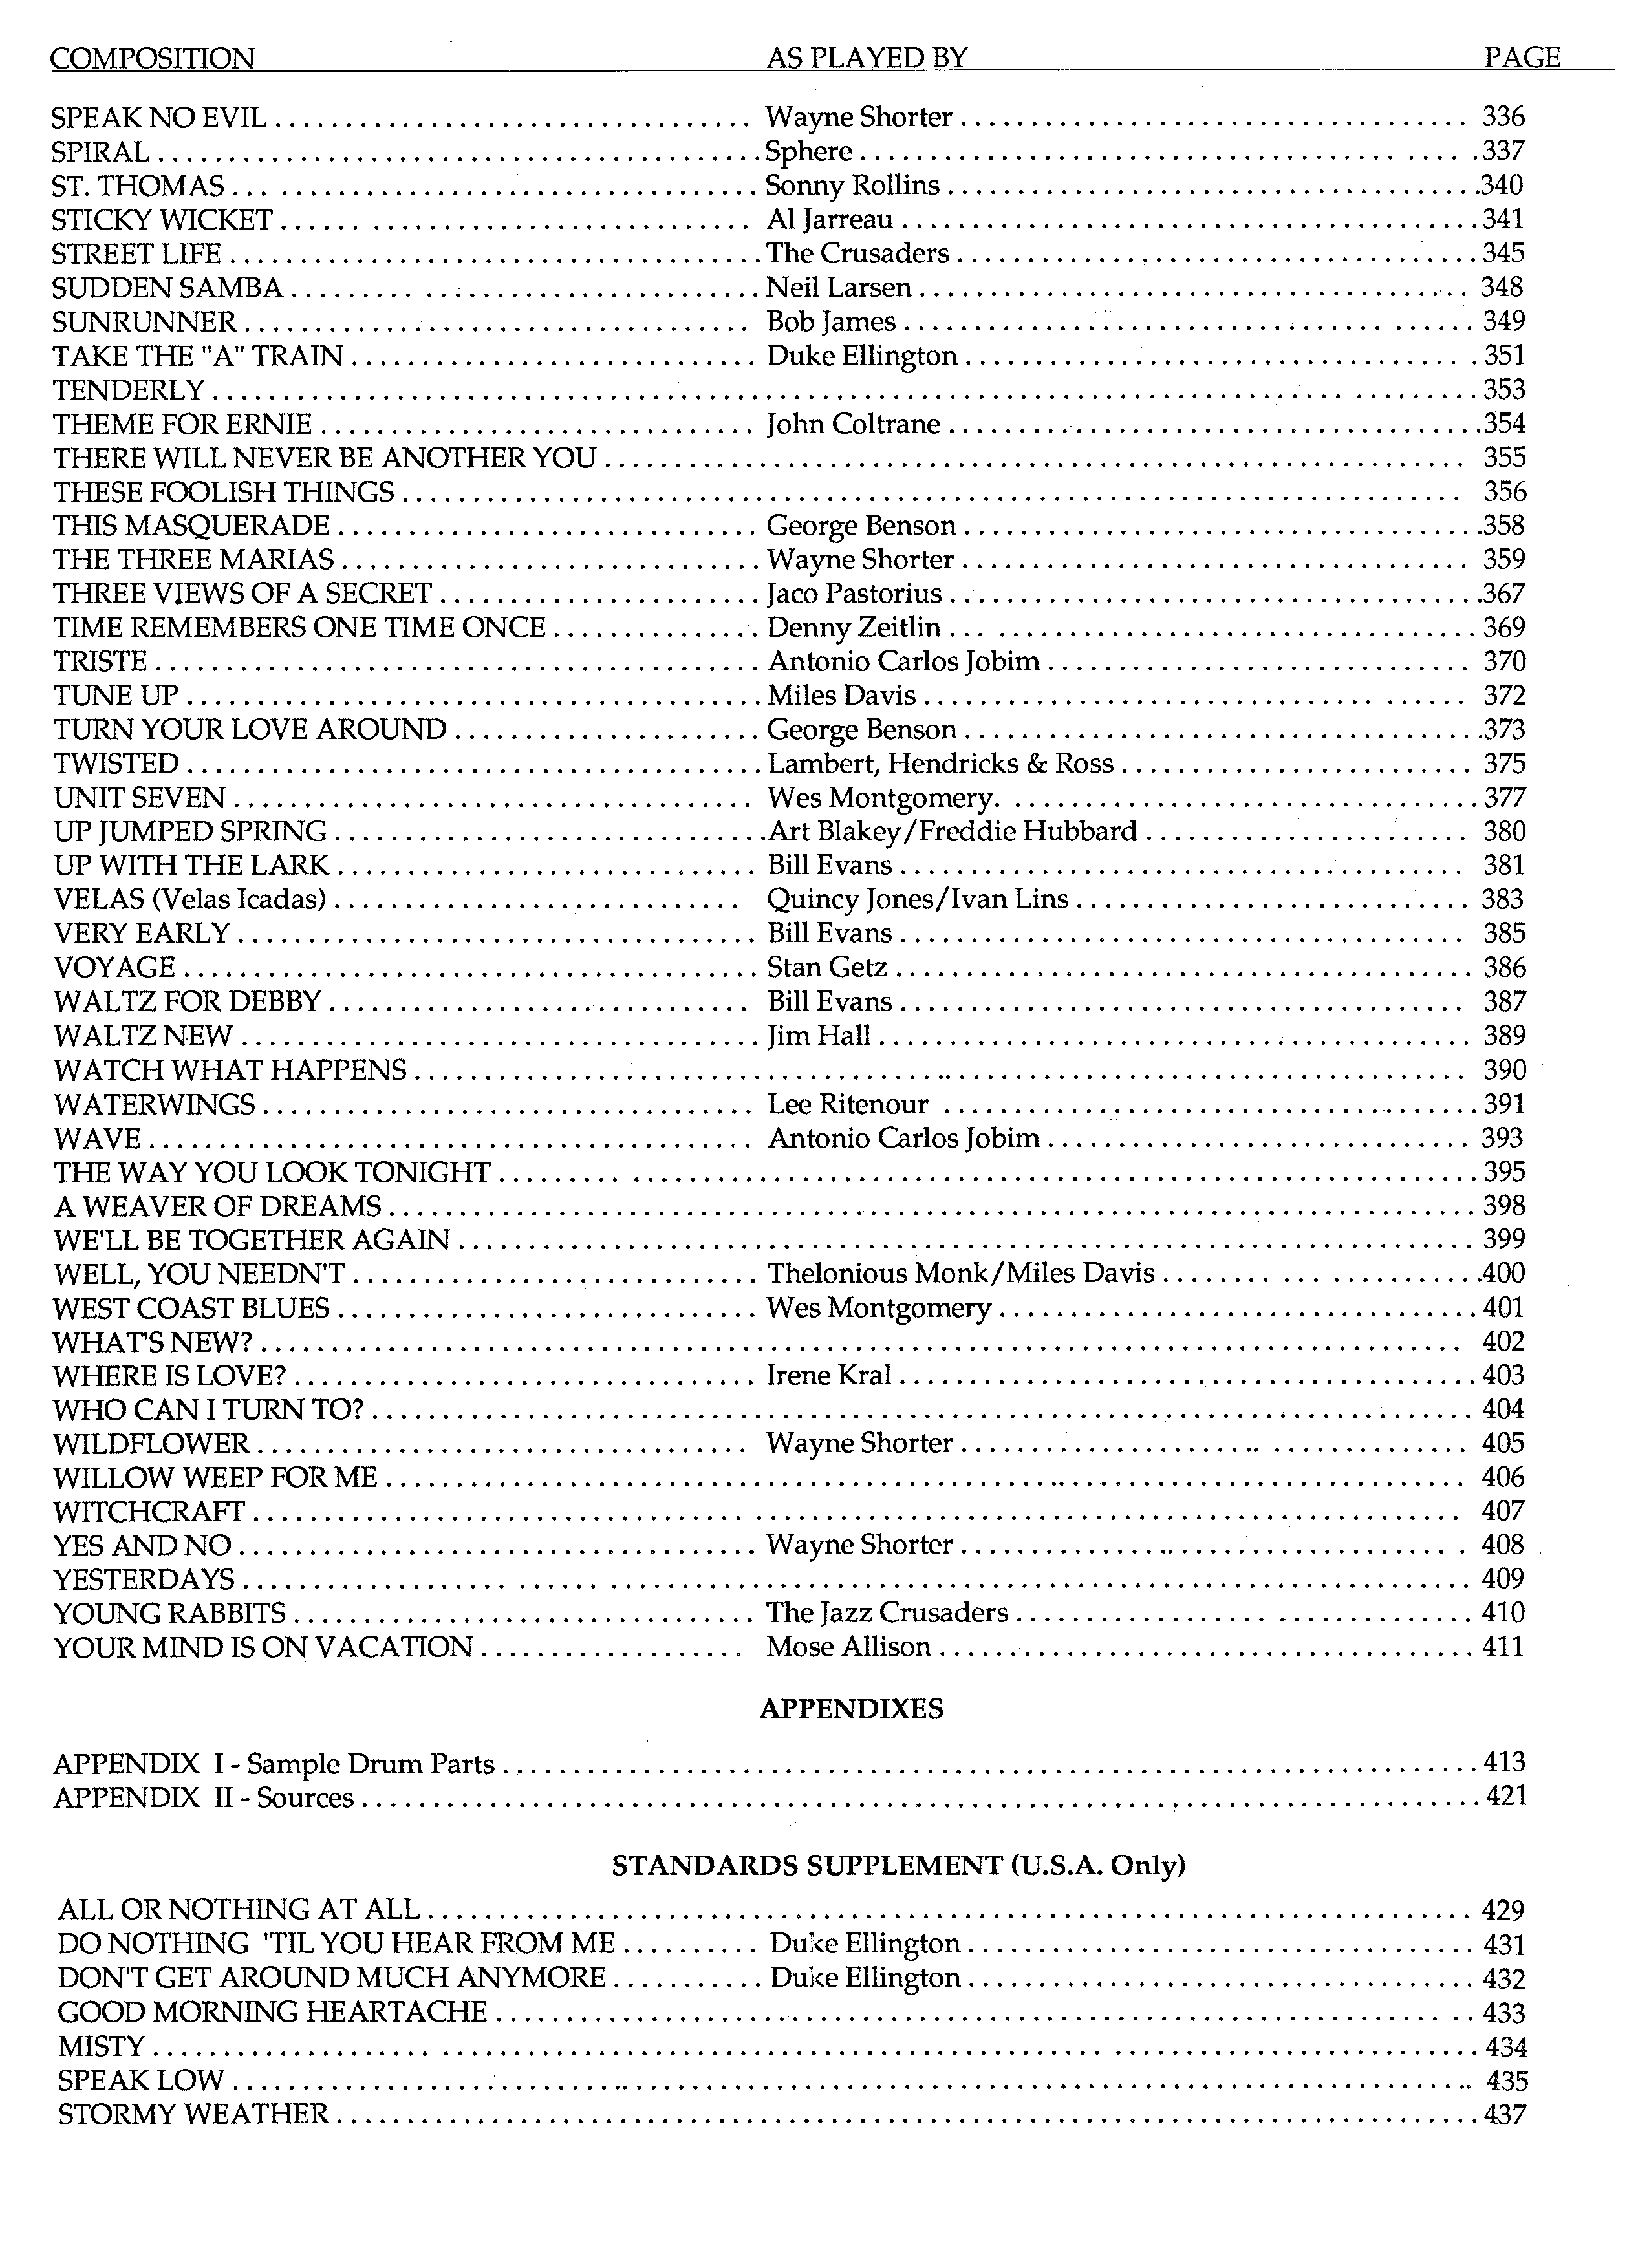 COMPOSITION AS PLAYED BY PAGE
SPEAK NO EVIL . . . . . . . . . . Wayne Shorter . . . . . . . . . . 336
SPIRAL . . . . . . . . . . Sphere . . . . . . . . . . 337
ST. THOMAS . . . . . . . . . . Sonny Rollins . . . . . . . . . . 340
STICKY WICKET . . . . . . . . . . Al Jarreau . . . . . . . . . . 341
STREET LIFE . . . . . . . . . . The Crusaders . . . . . . . . . . 345
SUDDEN SAMBA . . . . . . . . . . Neil Larsen . . . . . . . . . . 348
SUNRUNNER . . . . . . . . . . Bob James . . . . . . . . . . 349
TAKE THE "A" TRAIN . . . . . . . . . . Duke Ellington . . . . . . . . . . 351
TENDERLY . . . . . . . . . . 353
THEME FOR ERNIE . . . . . . . . . . John Coltrane . . . . . . . . . . 354
THERE WILL NEVER BE ANOTHER YOU . . . . . . . . . . 355
THESE FOOLISH THINGS . . . . . . . . . . 356
THIS MASQUERADE . . . . . . . . . . George Benson . . . . . . . . . . 358
THE THREE MARIAS . . . . . . . . . . Wayne Shorter . . . . . . . . . . 359
THREE VIEWS OF A SECRET . . . . . . . . . . Jaco Pastorius . . . . . . . . . . 367
TIME REMEMBERS ONE TIME ONCE . . . . . . . . . . Denny Zeitlin . . . . . . . . . . 369
TRISTE . . . . . . . . . . Antonio Carlos Jobim . . . . . . . . . . 370
TUNE UP . . . . . . . . . . Miles Davis . . . . . . . . . . 372
TURN YOUR LOVE AROUND . . . . . . . . . . George Benson . . . . . . . . . . 373
TWISTED . . . . . . . . . . Lambert, Hendricks & Ross . . . . . . . . . . 375
UNIT SEVEN . . . . . . . . . . Wes Montgomery. . . . . . . . . . . 377
UP JUMPED SPRING . . . . . . . . . . Art Blakey/Freddie Hubbard . . . . . . . . . . 380
UP WITH THE LARK . . . . . . . . . . Bill Evans . . . . . . . . . . 381
VELAS (Velas Icadas) . . . . . . . . . . Quincy Jones/Ivan Lins . . . . . . . . . . 383
VERY EARLY . . . . . . . . . . Bill Evans . . . . . . . . . . 385
VOYAGE . . . . . . . . . . Stan Getz . . . . . . . . . . 386
WALTZ FOR DEBBY . . . . . . . . . . Bill Evans . . . . . . . . . . 387
WALTZ NEW . . . . . . . . . . Jim Hall . . . . . . . . . . 389
WATCH WHAT HAPPENS . . . . . . . . . . 390
WATERWINGS . . . . . . . . . . Lee Ritenour . . . . . . . . . . 391
WAVE . . . . . . . . . . Antonio Carlos Jobim . . . . . . . . . . 393
THE WAY YOU LOOK TONIGHT . . . . . . . . . . 395
A WEAVER OF DREAMS . . . . . . . . . . 398
WE'LL BE TOGETHER AGAIN . . . . . . . . . . 399
WELL, YOU NEEDN'T . . . . . . . . . . Thelonious Monk/Miles Davis . . . . . . . . . . 400
WEST COAST BLUES . . . . . . . . . . Wes Montgomery . . . . . . . . . . 401
WHAT'S NEW? . . . . . . . . . . 402
WHERE IS LOVE? . . . . . . . . . . Irene Kral . . . . . . . . . . 403
WHO CAN I TURN TO? . . . . . . . . . . 404
WILDFLOWER . . . . . . . . . . Wayne Shorter . . . . . . . . . . 405
WILLOW WEEP FOR ME . . . . . . . . . . 406
WITCHCRAFT . . . . . . . . . . 407
YES AND NO . . . . . . . . . . Wayne Shorter . . . . . . . . . . 408
YESTERDAYS . . . . . . . . . . 409
YOUNG RABBITS . . . . . . . . . . The Jazz Crusaders . . . . . . . . . . 410
YOUR MIND IS ON VACATION . . . . . . . . . . Mose Allison . . . . . . . . . . 411
APPENDIXES
APPENDIX I - Sample Drum Parts . . . . . . . . . . 413
APPENDIX II - Sources . . . . . . . . . . 421
STANDARDS SUPPLEMENT (U.S.A. Only)
ALL OR NOTHING AT ALL . . . . . . . . . . 429
DO NOTHING 'TIL YOU HEAR FROM ME . . . . . . . . . . Duke Ellington . . . . . . . . . . 431
DON'T GET AROUND MUCH ANYMORE . . . . . . . . . . Duke Ellington . . . . . . . . . . 432
GOOD MORNING HEARTACHE . . . . . . . . . . 433
MISTY . . . . . . . . . . 434
SPEAK LOW . . . . . . . . . . 435
STORMY WEATHER . . . . . . . . . . 437